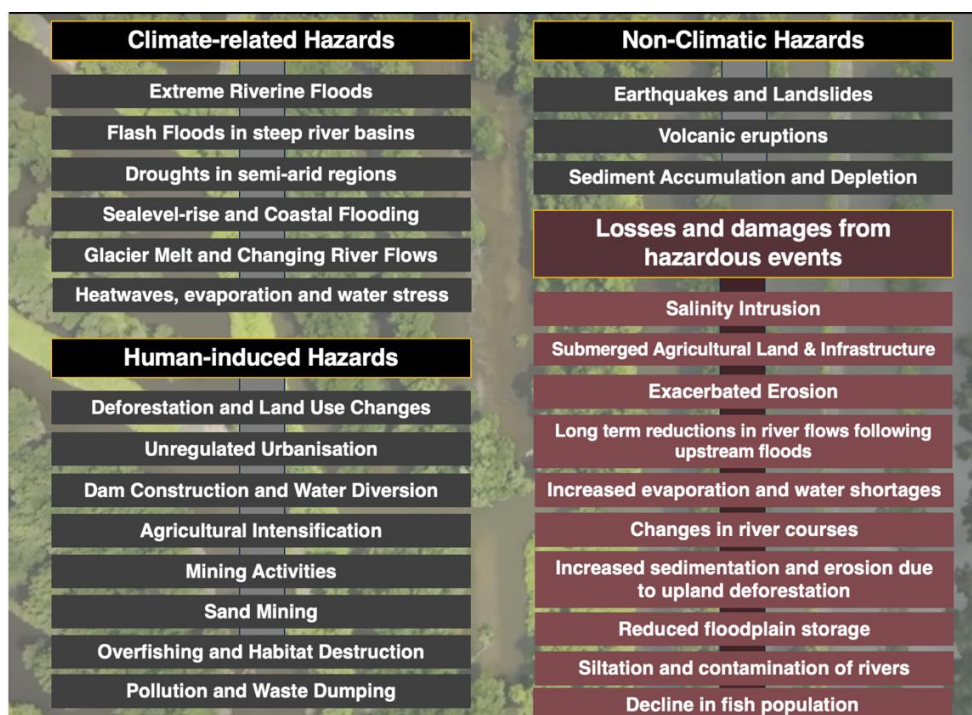 Climate-related Hazards
Extreme Riverine Floods
Flash Floods in steep river basins
Droughts in semi-arid regions
Sealevel-rise and Coastal Flooding
Glacier Melt and Changing River Flows
Heatwaves, evaporation and water stress
Human-induced Hazards
Deforestation and Land Use Changes
Unregulated Urbanisation
Dam Construction and Water Diversion
Agricultural Intensification
Mining Activities
Sand Mining
Overfishing and Habitat Destruction
Pollution and Waste Dumping
Non-Climatic Hazards
Earthquakes and Landslides
Volcanic eruptions
Sediment Accumulation and Depletion
Losses and damages from
hazardous events
Salinity Intrusion
Submerged Agricultural Land & Infrastructure
Exacerbated Erosion
Long term reductions in river flows following
upstream floods
Increased evaporation and water shortages
Changes in river courses
Increased sedimentation and erosion due
to upland deforestation
Reduced floodplain storage
Siltation and contamination of rivers
Decline in fish population